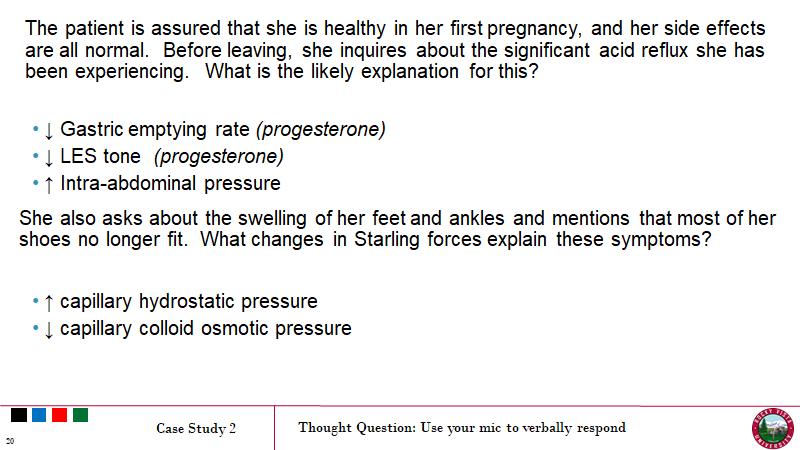 The patient is assured that she is healthy in her first pregnancy, and her side effects
are all normal.  Before leaving, she inquires about the significant acid reflux she has
been experiencing.   What is the likely explanation for this?
• ↓ Gastric emptying rate (progesterone)
• ↓ LES tone  (progesterone)
• ↑ Intra-abdominal pressure
She also asks about the swelling of her feet and ankles and mentions that most of her
shoes no longer fit.  What changes in Starling forces explain these symptoms?
• ↑ capillary hydrostatic pressure
• ↓ capillary colloid osmotic pressure
20
Case Study 2
Thought Question: Use your mic to verbally respond
ROCKY VISTA
UNIVERSITY